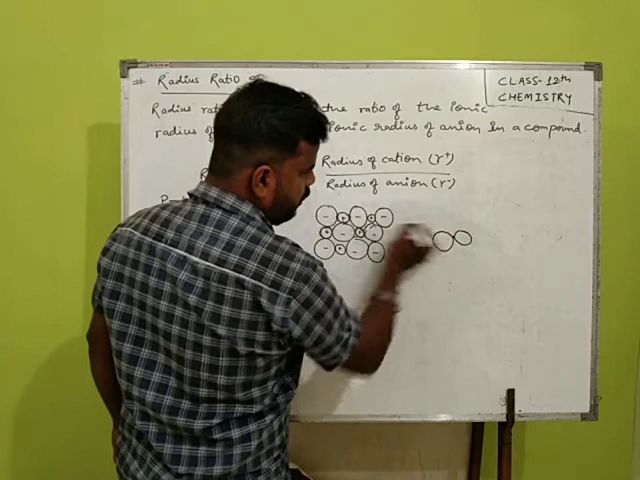 # Radius Ratio
CLASS-12th
CHEMISTRY
Radius the ratio of the ionic
radius of ionic radius of anion in a compound.
Radius of cation (r+)
Radius of anion (r-)